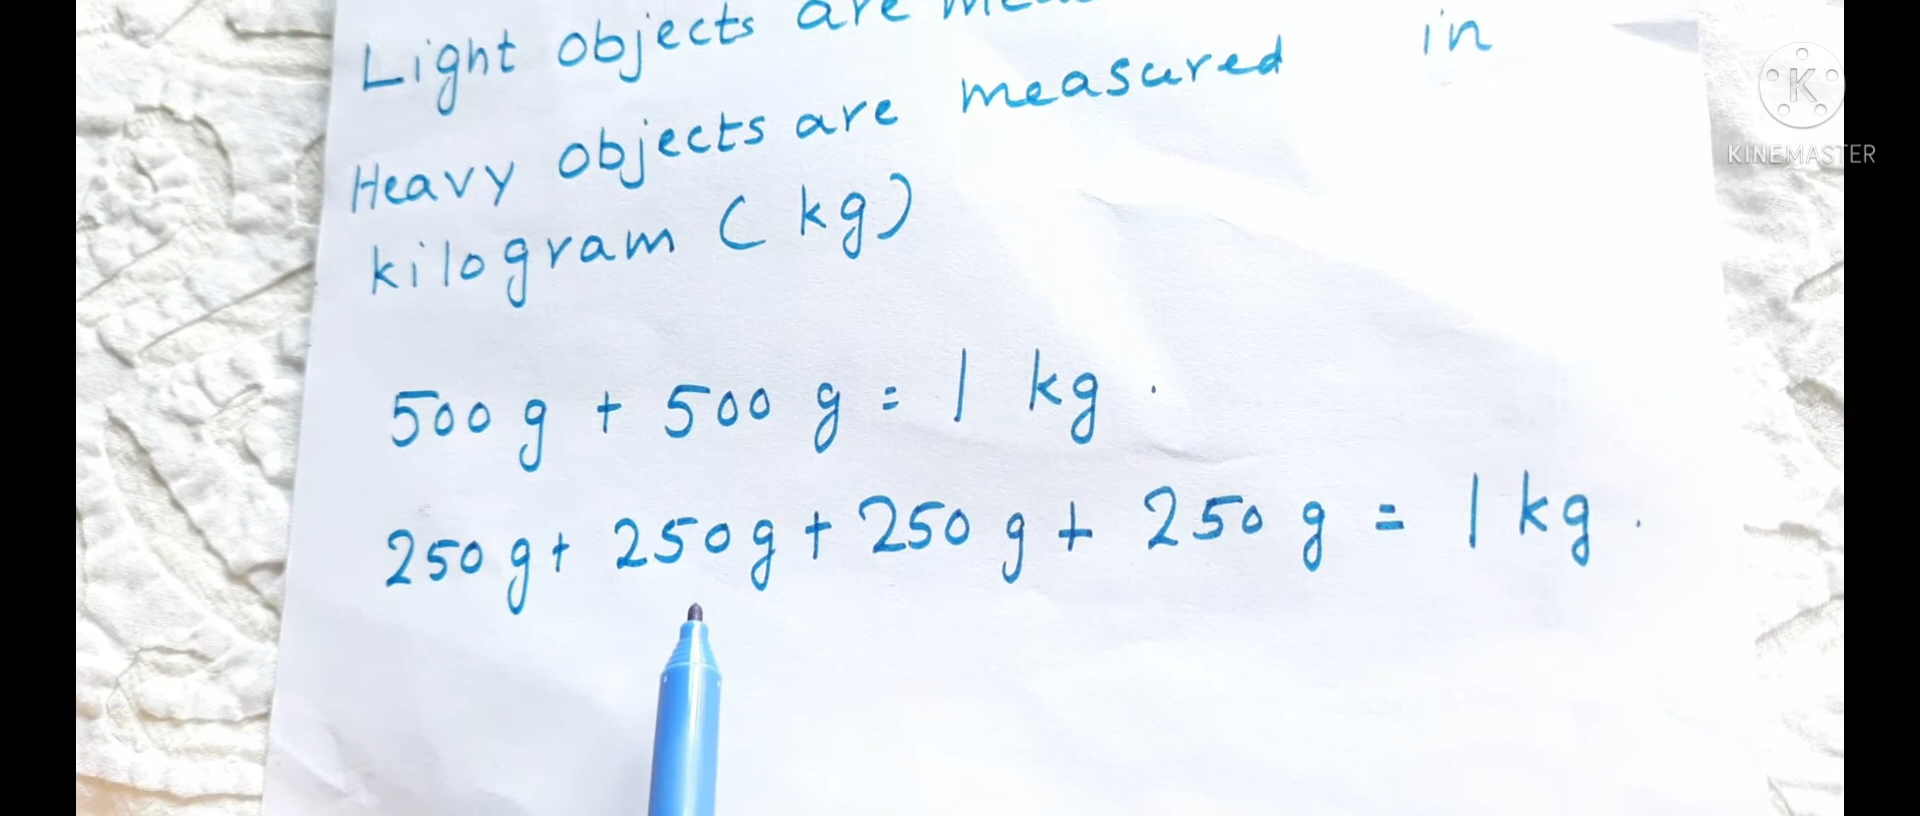 Light objects are
Heavy objects are measured in
kilogram (kg)
500 g + 500 g = 1 kg.
250 g + 250 g + 250 g + 250 g = 1 kg.
K
KINEMASTER